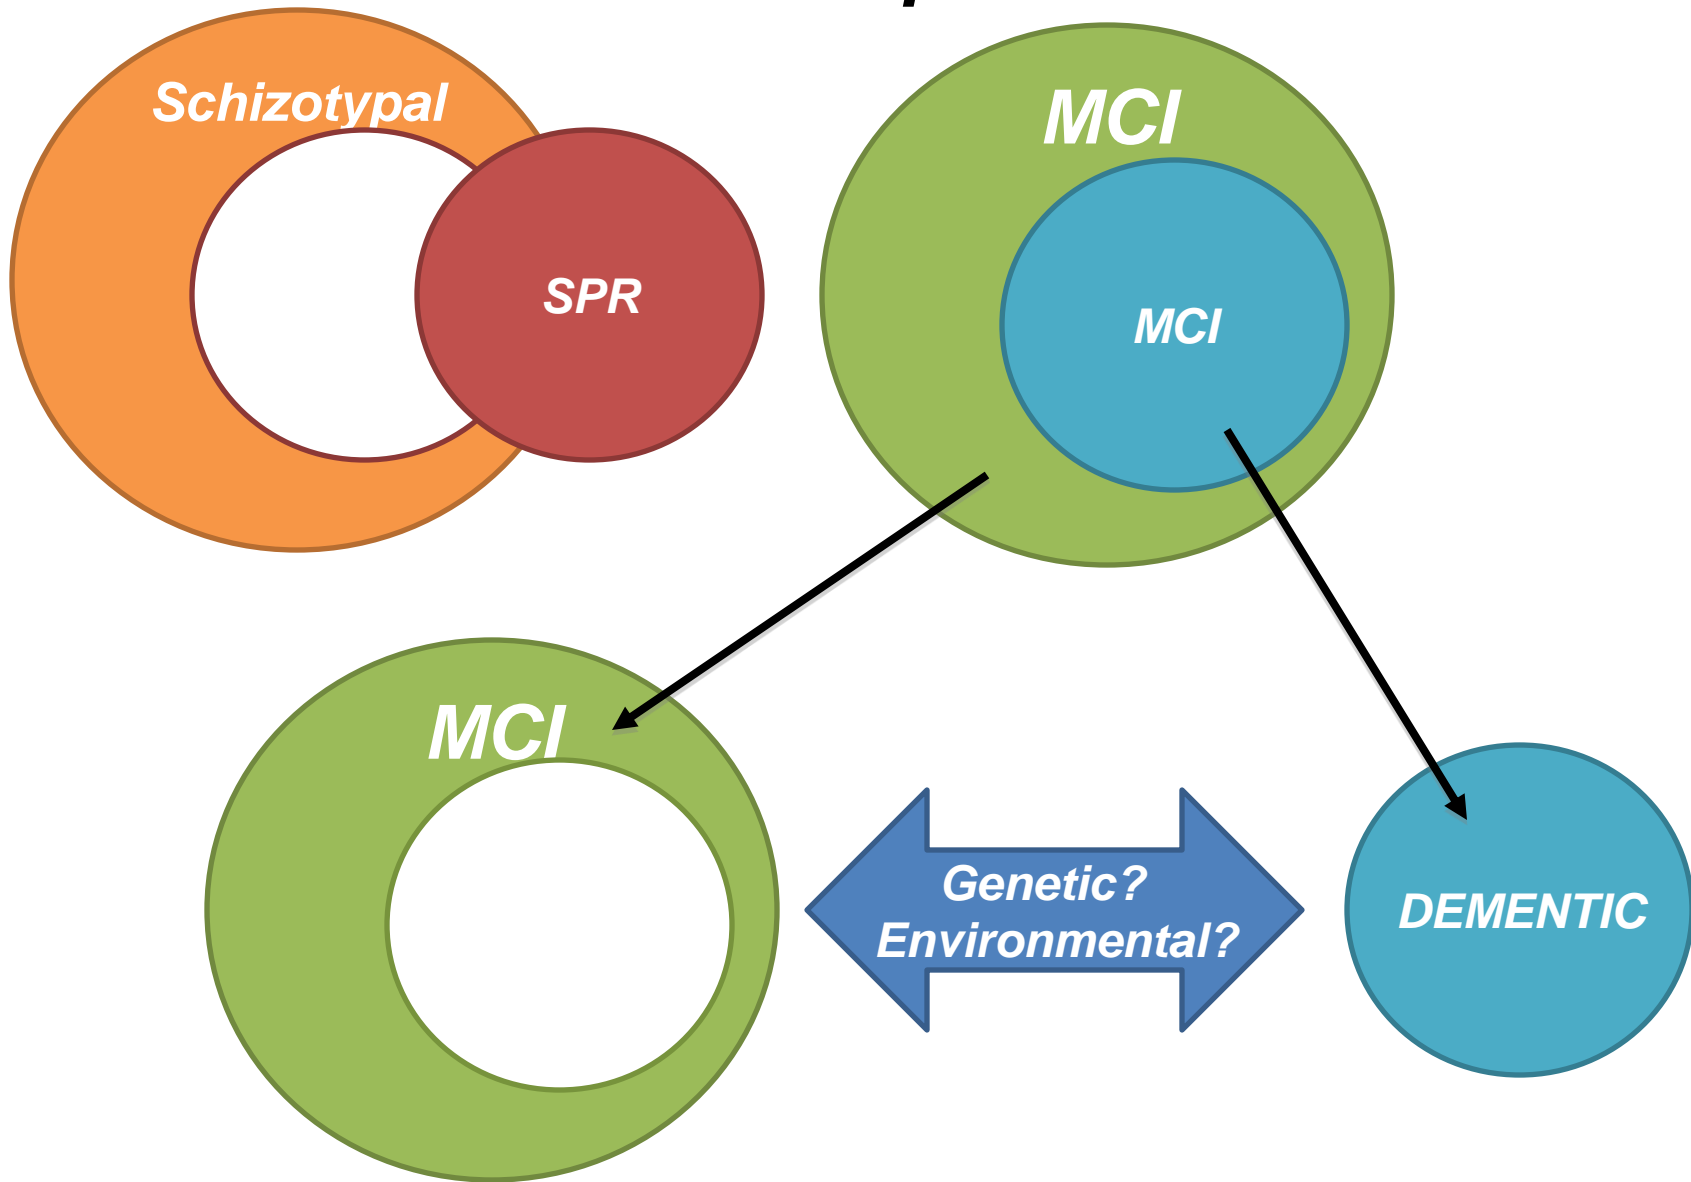 Schizotypal
MCI
SPR
MCI
MCI
Genetic?
Environmental?
DEMENTIC